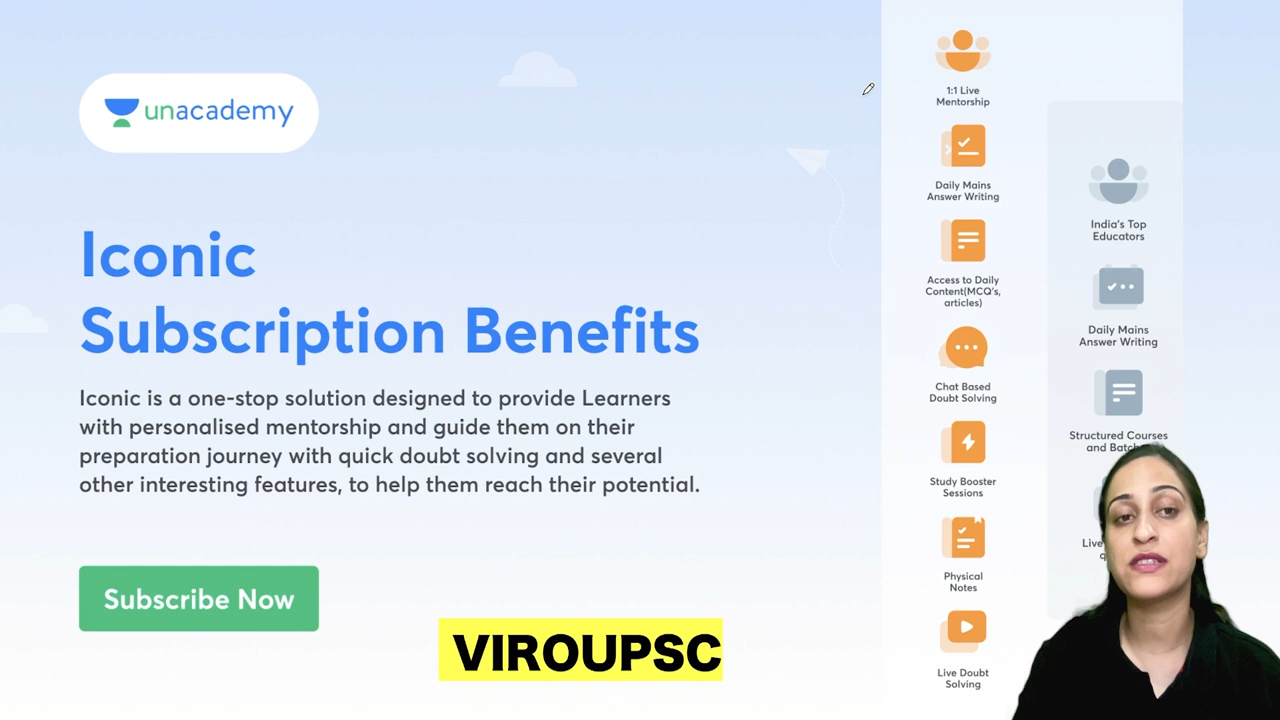 unacademy
Iconic
Subscription Benefits
Iconic is a one-stop solution designed to provide Learners
with personalised mentorship and guide them on their
preparation journey with quick doubt solving and several
other interesting features, to help them reach their potential.
Subscribe Now
VIROUPSC
1:1 Live
Mentorship
Daily Mains
Answer Writing
Access to Daily
Content(MCQ's,
articles)
Chat Based
Doubt Solving
Study Booster
Sessions
Physical
Notes
Live Doubt
Solving
India's Top
Educators
Daily Mains
Answer Writing
Structured Courses
and
Live